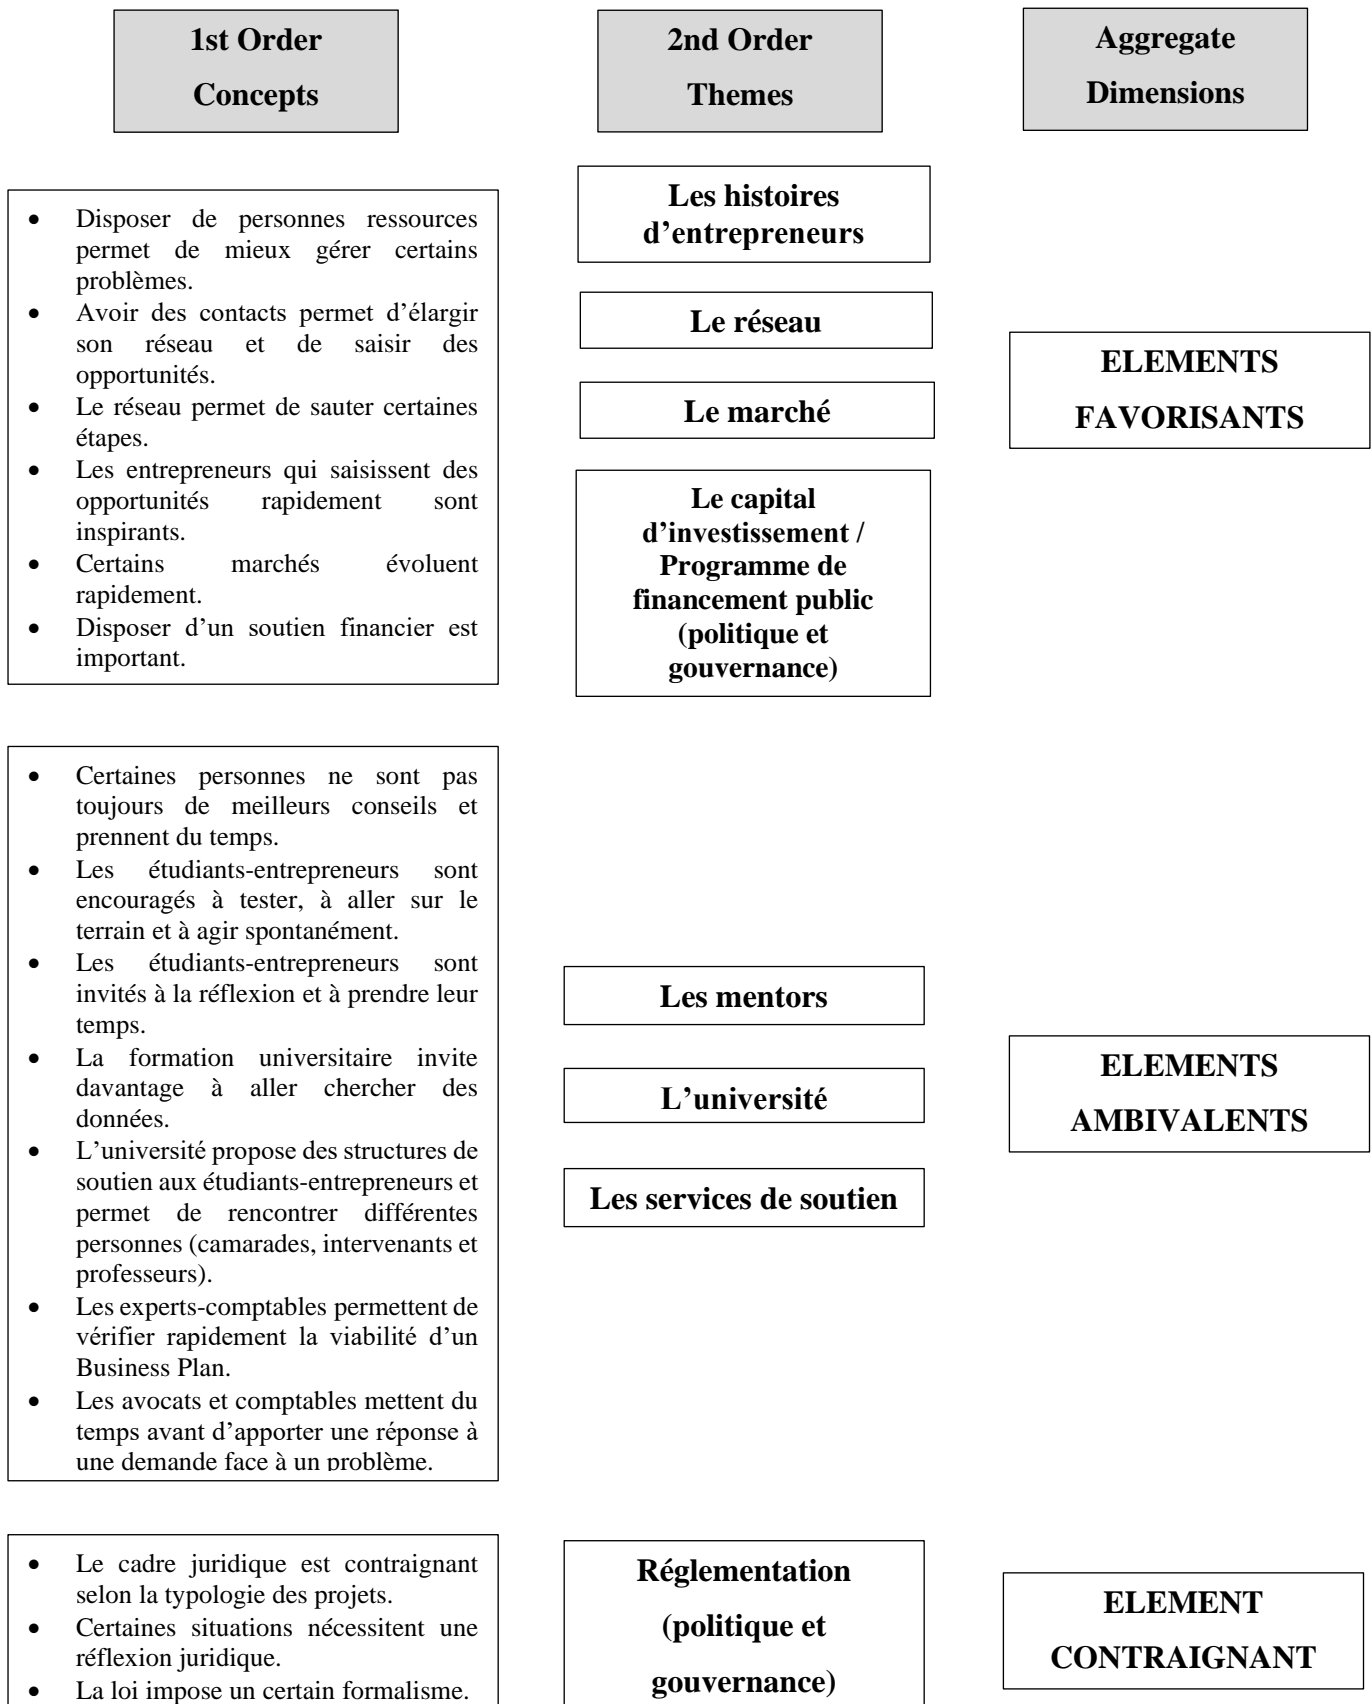 1st Order
Concepts
2nd Order
Themes
Aggregate
Dimensions
• Disposer de personnes ressources
permet de mieux gérer certains
problèmes.
• Avoir des contacts permet d’élargir
son réseau et de saisir des
opportunités.
• Le réseau permet de sauter certaines
étapes.
• Les entrepreneurs qui saisissent des
opportunités rapidement sont
inspirants.
• Certains marchés évoluent
rapidement.
• Disposer d’un soutien financier est
important.
Les histoires
d’entrepreneurs
Le réseau
Le marché
Le capital
d’investissement /
Programme de
financement public
(politique et
gouvernance)
ELEMENTS
FAVORISANTS
• Certaines personnes ne sont pas
toujours de meilleurs conseils et
prennent du temps.
• Les étudiants-entrepreneurs sont
encouragés à tester, à aller sur le
terrain et à agir spontanément.
• Les étudiants-entrepreneurs sont
invités à la réflexion et à prendre leur
temps.
• La formation universitaire invite
davantage à aller chercher des
données.
• L’université propose des structures de
soutien aux étudiants-entrepreneurs et
permet de rencontrer différentes
personnes (camarades, intervenants et
professeurs).
• Les experts-comptables permettent de
vérifier rapidement la viabilité d’un
Business Plan.
• Les avocats et comptables mettent du
temps avant d’apporter une réponse à
une demande face à un problème.
Les mentors
L’université
Les services de soutien
ELEMENTS
AMBIVALENTS
• Le cadre juridique est contraignant
selon la typologie des projets.
• Certaines situations nécessitent une
réflexion juridique.
• La loi impose un certain formalisme.
Réglementation
(politique et
gouvernance)
ELEMENT
CONTRAIGNANT